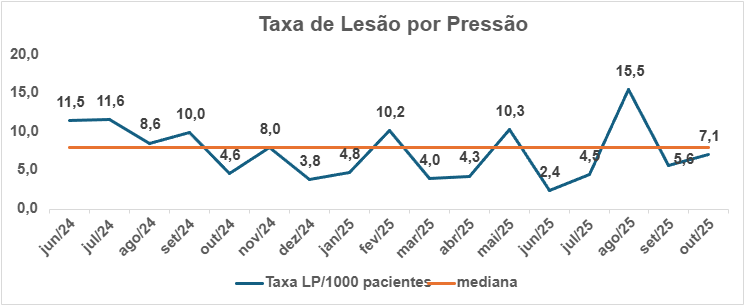 Taxa de Lesão por Pressão
20,0
15,0
10,0
5,0
0,0
11,5 11,6 8,6 10,0 4,6 8,0 3,8 4,8 10,2 4,0 4,3 10,3 2,4 4,5 15,5 5,6 7,1
jun/24 jul/24 ago/24 set/24 out/24 nov/24 dez/24 jan/25 fev/25 mar/25 abr/25 mai/25 jun/25 jul/25 ago/25 set/25 out/25
Taxa LP/1000 pacientes mediana